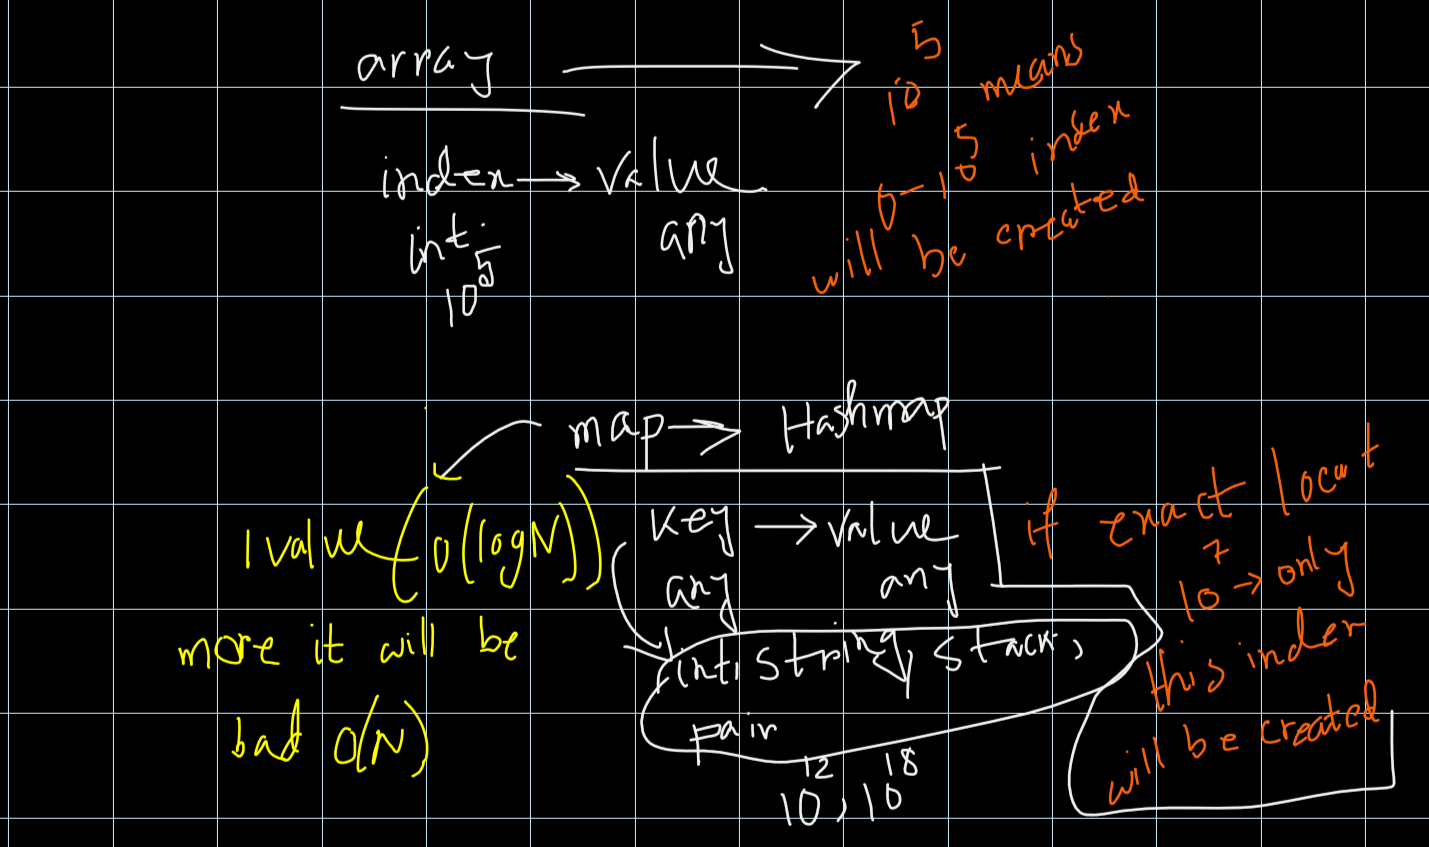 array ⟶ 10^5 means
index → value 0-10^5 index
int any will be created
10^5
map → Hashmap
1 value (O(logN)) key → value if exact locat
any any 10^7 → only
more it will be int, string, stack, this index
bad O(N) pair will be created
10^12, 10^18